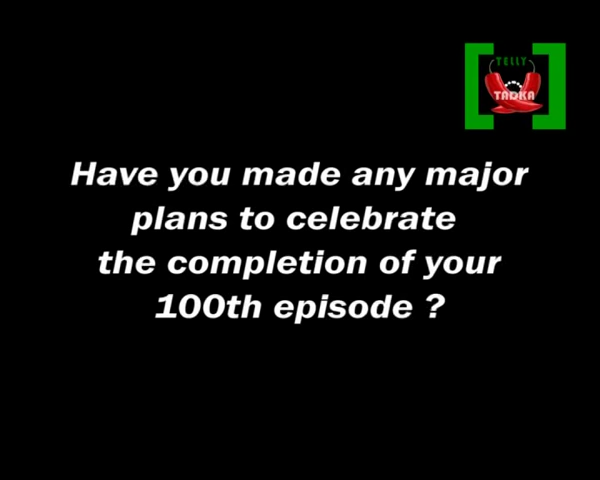 TELLY
TADKA
Have you made any major
plans to celebrate
the completion of your
100th episode ?